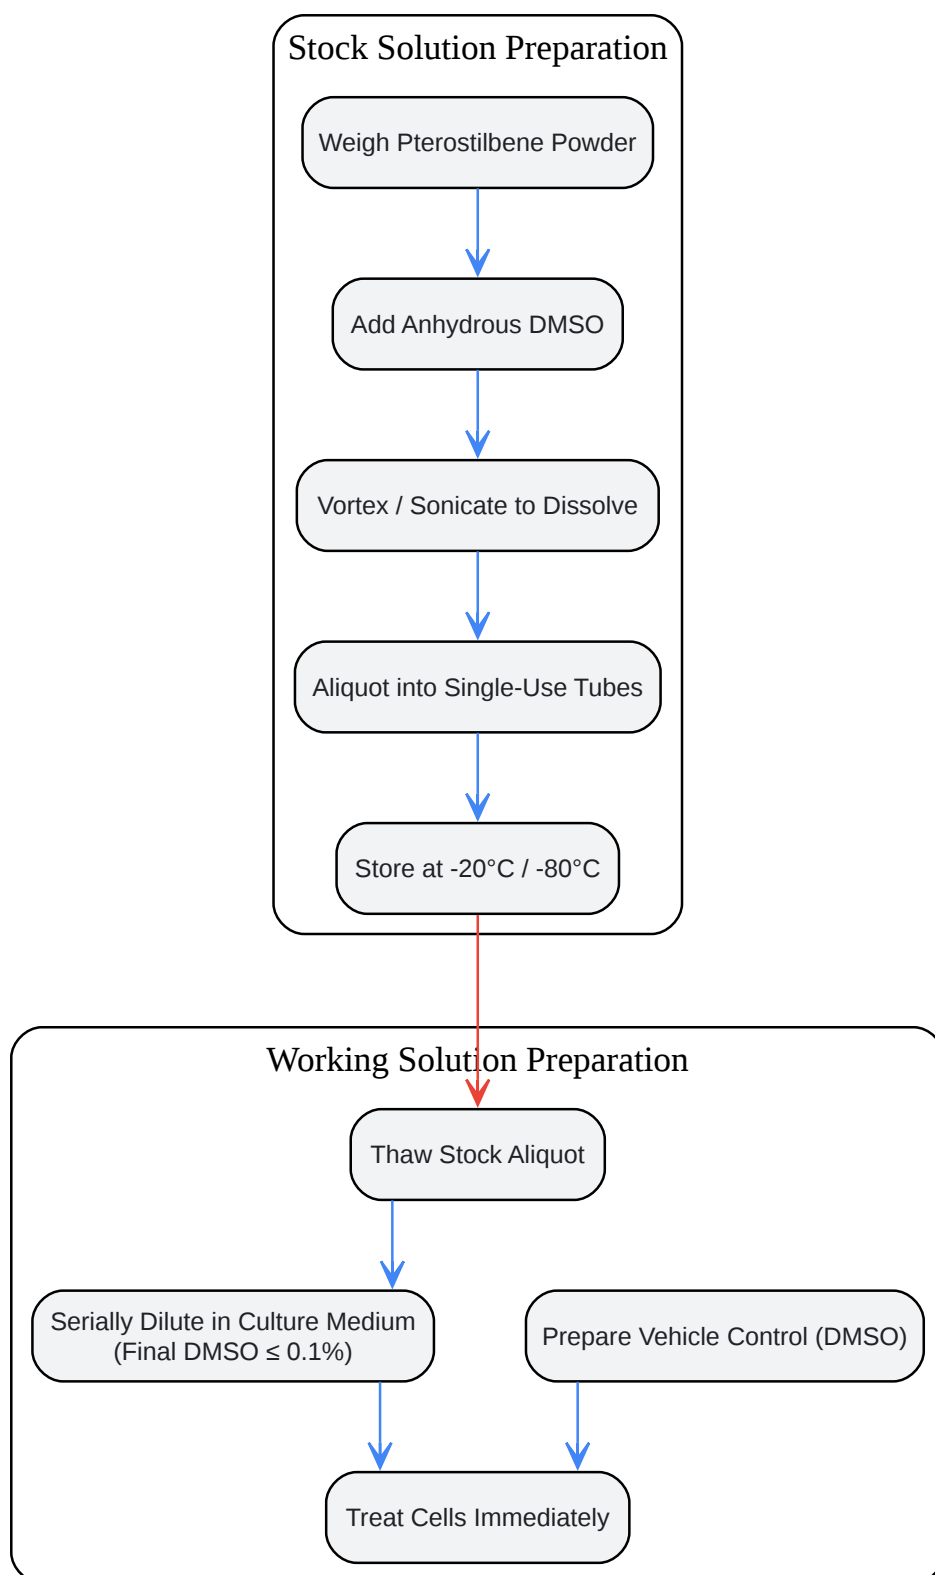 Stock Solution Preparation
Weigh Pterostilbene Powder
Add Anhydrous DMSO
Vortex / Sonicate to Dissolve
Aliquot into Single-Use Tubes
Store at -20°C / -80°C
Working Solution Preparation
Thaw Stock Aliquot
Serially Dilute in Culture Medium
(Final DMSO ≤ 0.1%)
Prepare Vehicle Control (DMSO)
Treat Cells Immediately